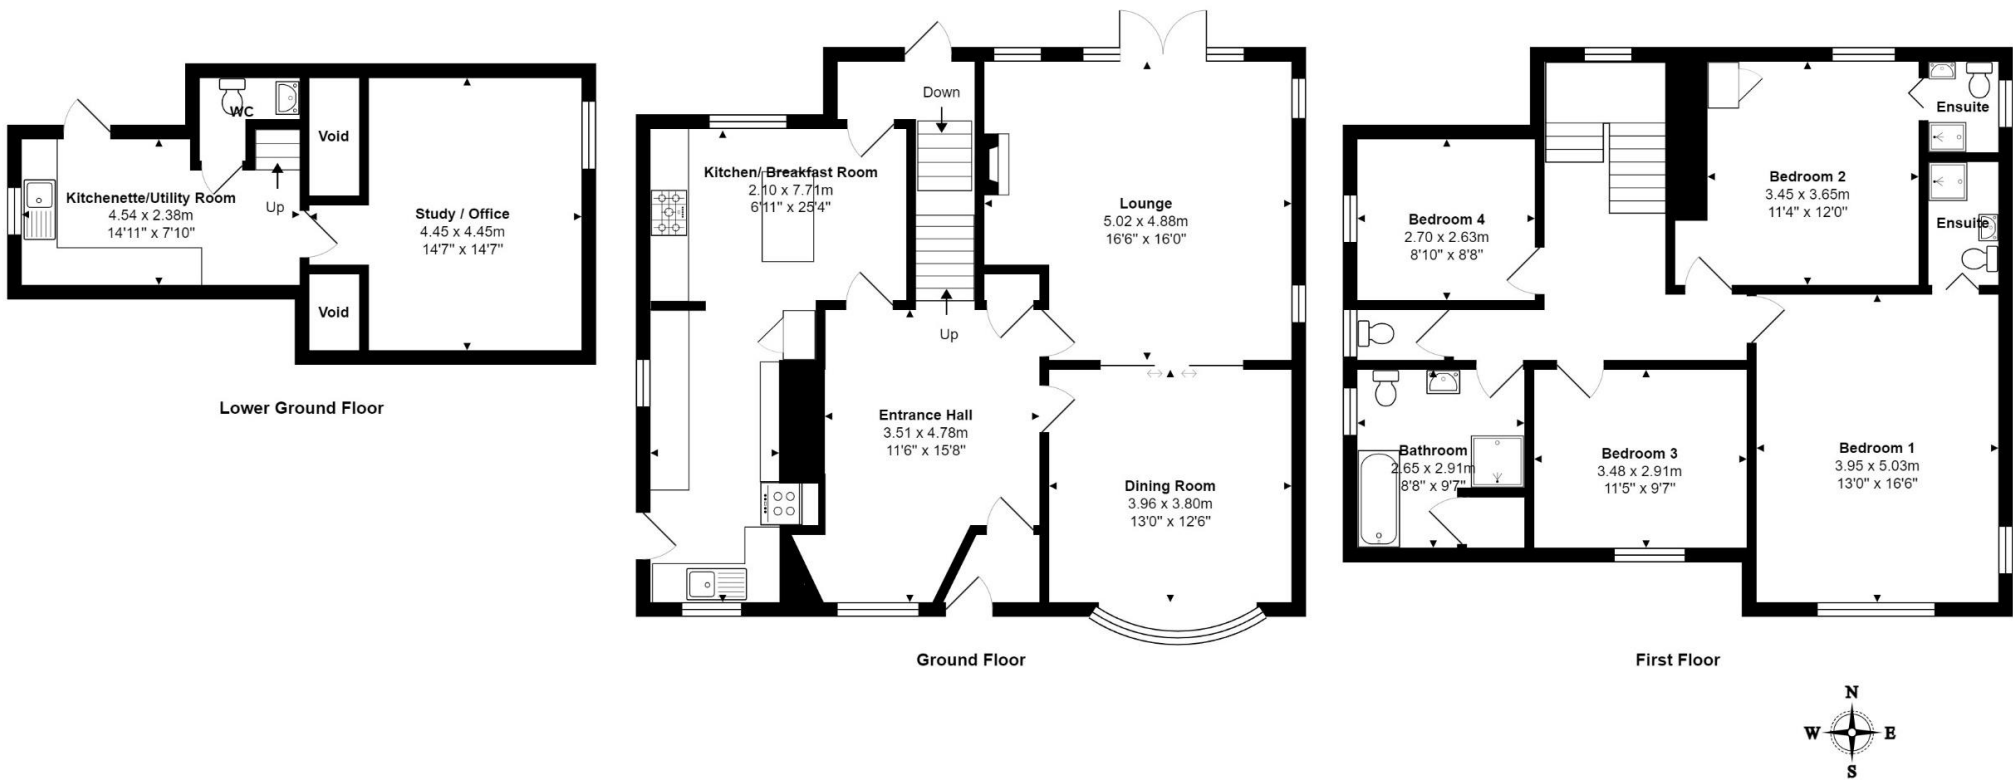 WC
Void
Kitchenette/Utility Room
4.54 x 2.38m
14'11" x 7'10"
Up
Study / Office
4.45 x 4.45m
14'7" x 14'7"
Void
Lower Ground Floor
Down
Kitchen/ Breakfast Room
2.10 x 7.71m
6'11" x 25'4"
Lounge
5.02 x 4.88m
16'6" x 16'0"
Up
Entrance Hall
3.51 x 4.78m
11'6" x 15'8"
Dining Room
3.96 x 3.80m
13'0" x 12'6"
Ground Floor
Ensuite
Bedroom 2
3.45 x 3.65m
11'4" x 12'0"
Bedroom 4
2.70 x 2.63m
8'10" x 8'8"
Ensuite
Bathroom
2.65 x 2.91m
8'8" x 9'7"
Bedroom 3
3.48 x 2.91m
11'5" x 9'7"
Bedroom 1
3.95 x 5.03m
13'0" x 16'6"
First Floor
N
W E
S